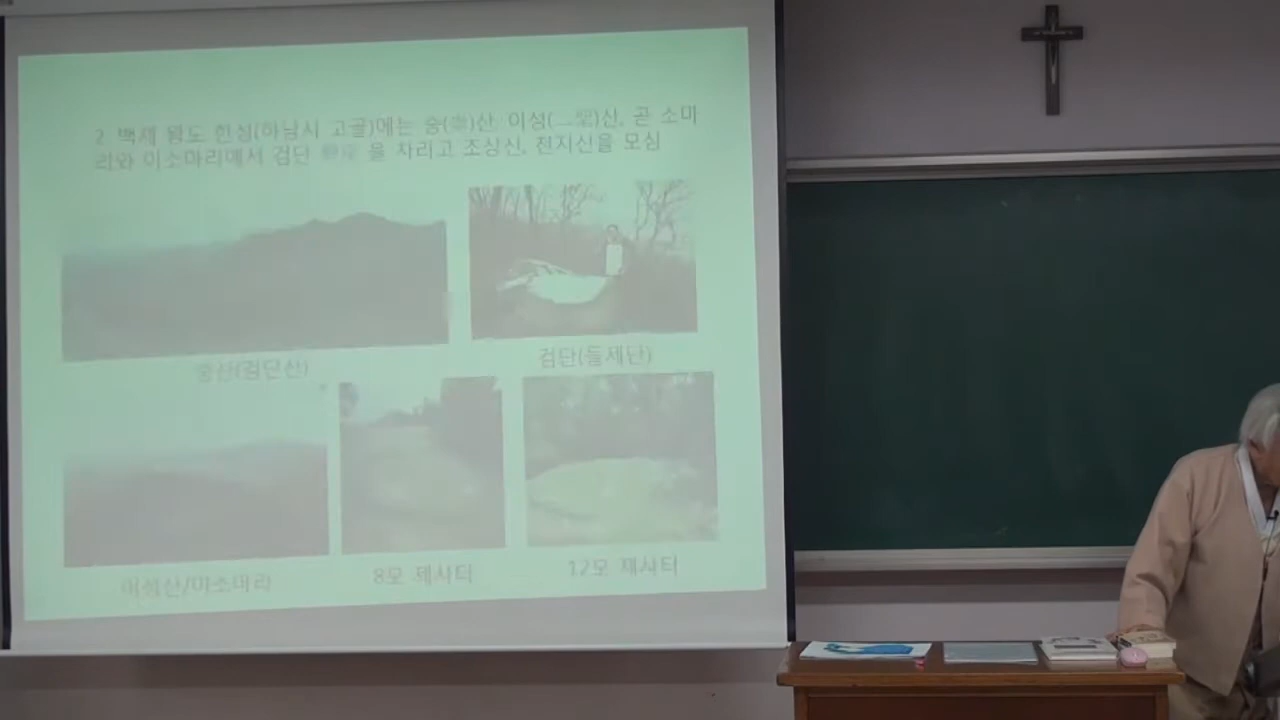 2. 백제 왕도 한성(하남시 고골)에는 숭(崇)산, 이성(二聖)산, 곧 소마
리와 이소마리에서 검단 을 차리고 조상신, 천지신을 모심
숭산(검단산)
검단(돌제단)
이성산/이소마리
8모 제사터
12모 제사터